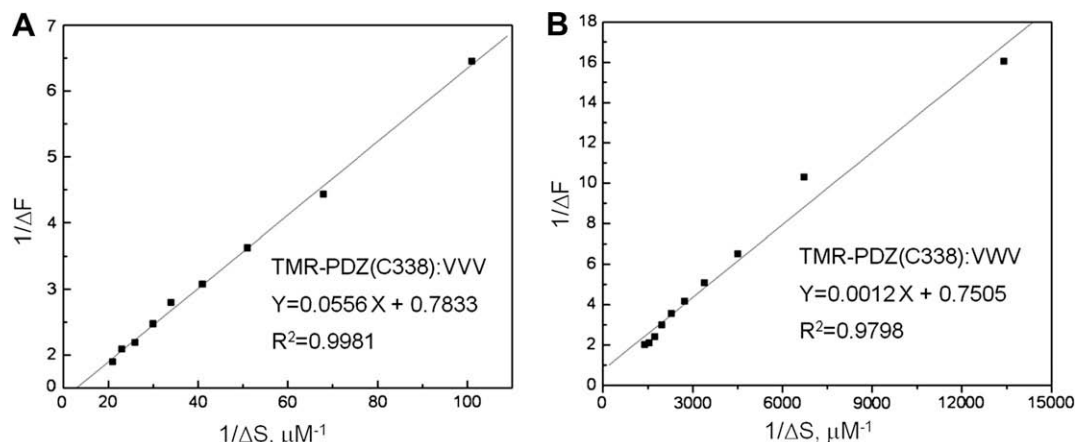 A
7
6
5
4
3
2
0
0
20
40
60
80
100
1/ΔF
1/ΔS, μM⁻¹
TMR-PDZ(C338):VVV
Y=0.0556 X + 0.7833
R²=0.9981
B
18
16
14
12
10
8
6
4
2
0
0
3000
6000
9000
12000
15000
1/ΔF
1/ΔS, μM⁻¹
TMR-PDZ(C338):VWV
Y=0.0012 X + 0.7505
R²=0.9798